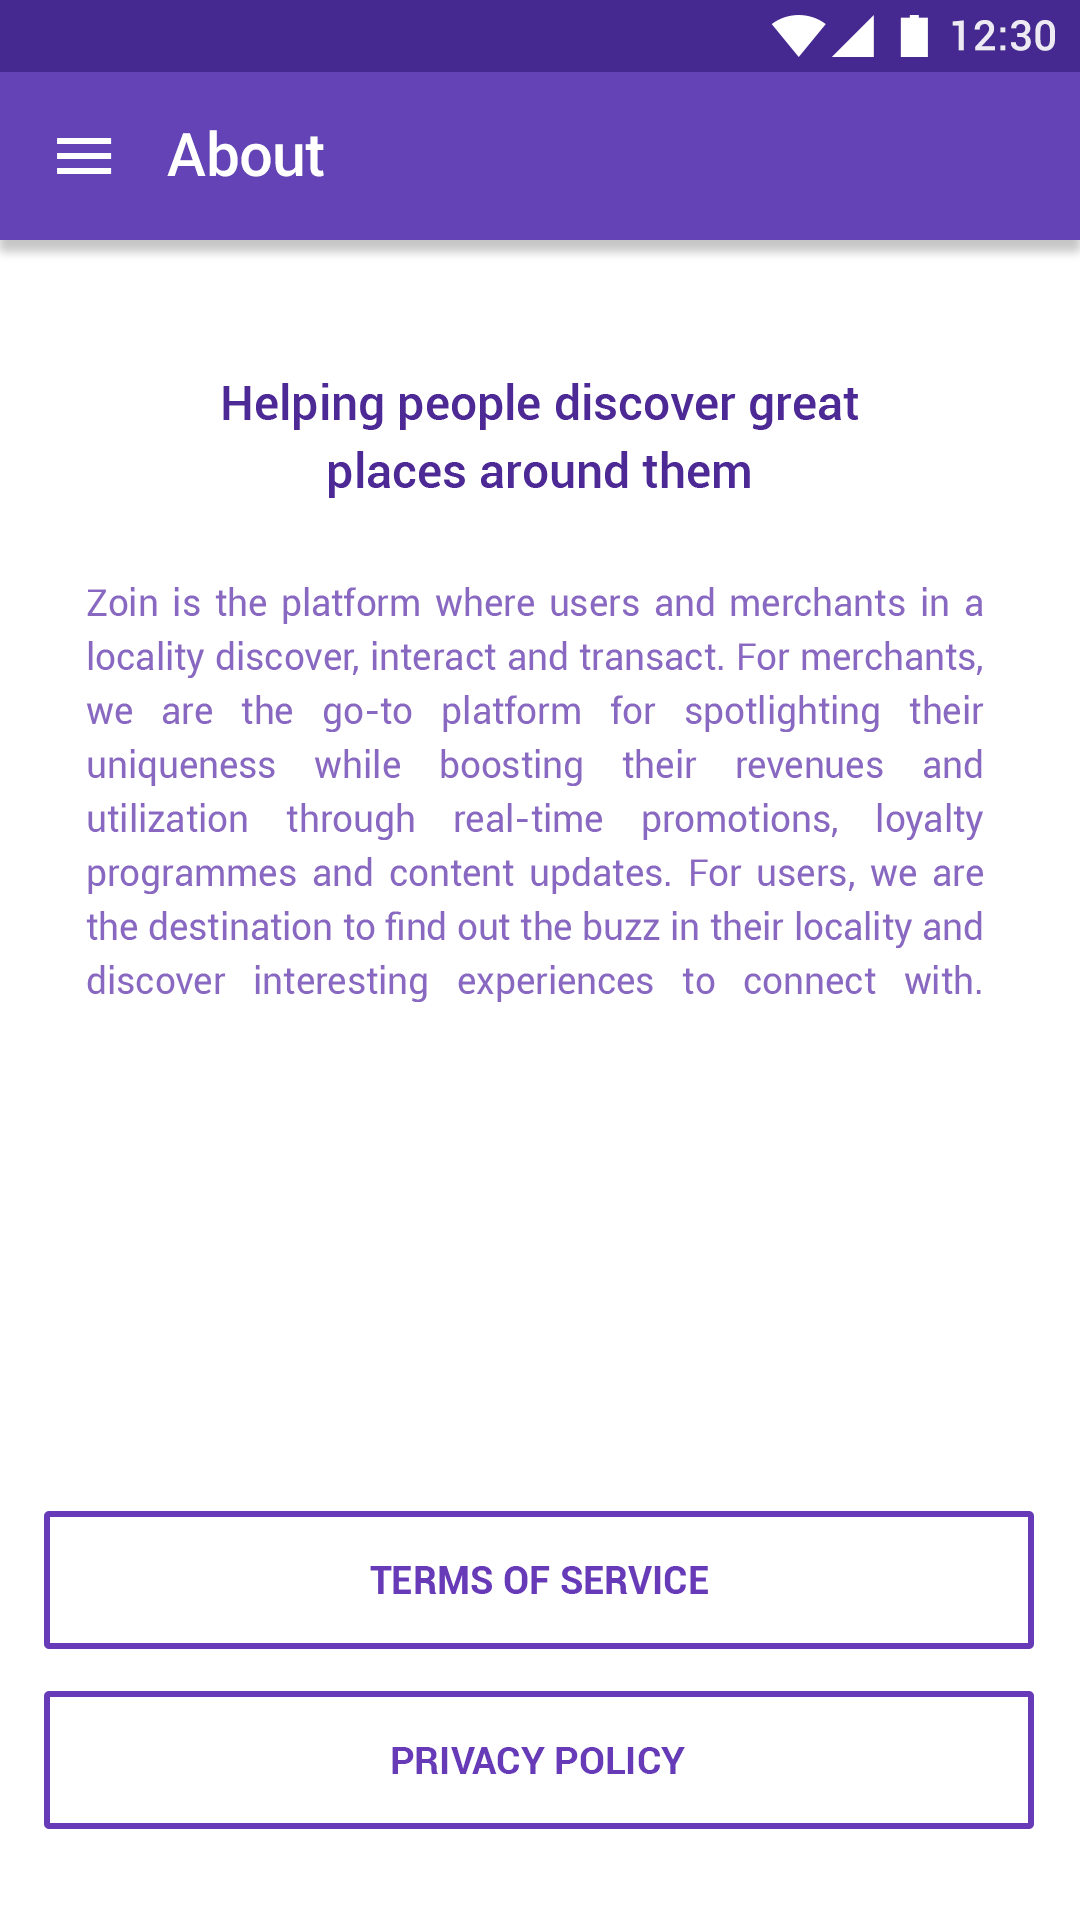 12:30
About
Helping people discover great
places around them
Zoin is the platform where users and merchants in a
locality discover, interact and transact. For merchants,
we are the go-to platform for spotlighting their
uniqueness while boosting their revenues and
utilization through real-time promotions, loyalty
programmes and content updates. For users, we are
the destination to find out the buzz in their locality and
discover interesting experiences to connect with.
TERMS OF SERVICE
PRIVACY POLICY